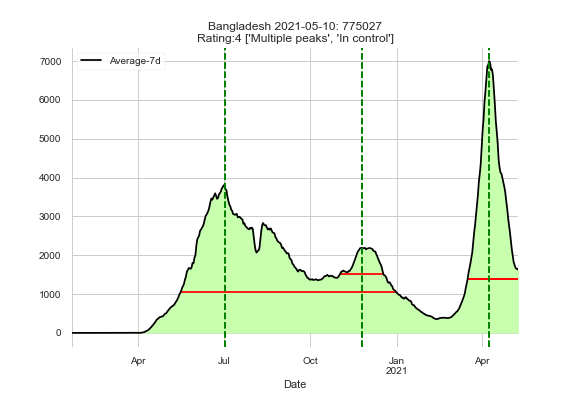 Bangladesh 2021-05-10: 775027
Rating:4 ['Multiple peaks', 'In control']
Average-7d
7000
6000
5000
4000
3000
2000
1000
0
Apr Jul Oct Jan Apr
2021
Date